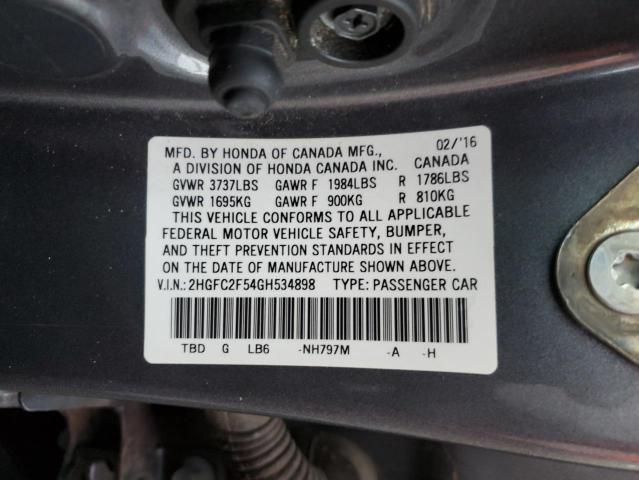 MFD. BY HONDA OF CANADA MFG., 02/'16
A DIVISION OF HONDA CANADA INC. CANADA
GVWR 3737LBS GAWR F 1984LBS R 1786LBS
GVWR 1695KG GAWR F 900KG R 810KG
THIS VEHICLE CONFORMS TO ALL APPLICABLE
FEDERAL MOTOR VEHICLE SAFETY, BUMPER,
AND THEFT PREVENTION STANDARDS IN EFFECT
ON THE DATE OF MANUFACTURE SHOWN ABOVE.
V.I.N.: 2HGFC2F54GH534898 TYPE: PASSENGER CAR
TBD G LB6 -NH797M -A -H